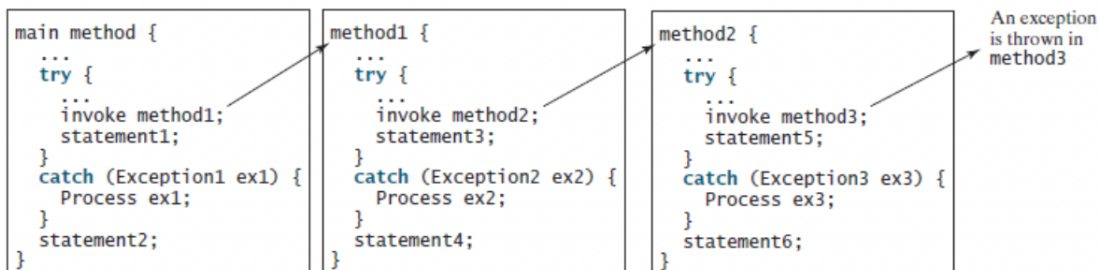 main method {
...
try {
...
invoke method1;
statement1;
}
catch (Exception1 ex1) {
Process ex1;
}
statement2;
}
method1 {
...
try {
...
invoke method2;
statement3;
}
catch (Exception2 ex2) {
Process ex2;
}
statement4;
}
method2 {
...
try {
...
invoke method3;
statement5;
}
catch (Exception3 ex3) {
Process ex3;
}
statement6;
}
An exception
is thrown in
method3